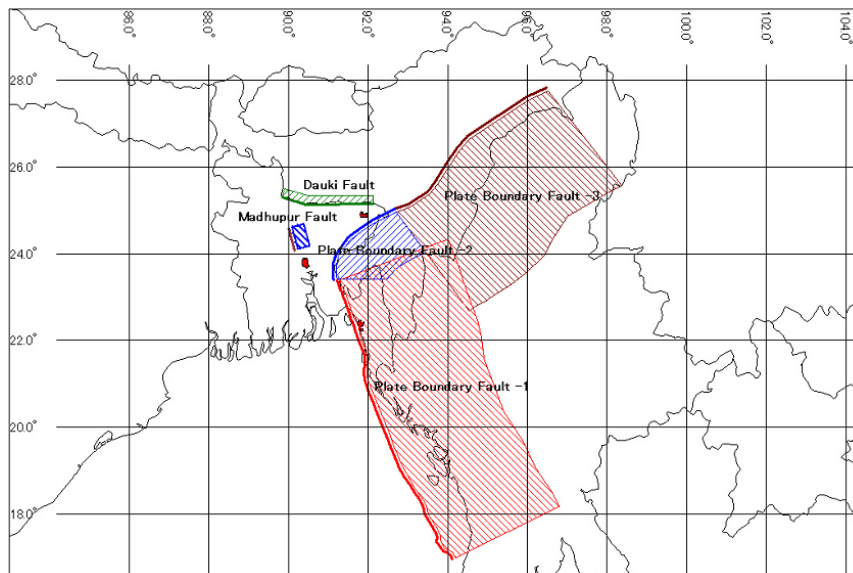 86.0° 88.0° 90.0° 92.0° 94.0° 96.0° 98.0° 100.0° 102.0° 104.0°
28.0°
26.0°
Dauki Fault
Plate Boundary Fault -3
Madhupur Fault
24.0°
Plate Boundary Fault -2
22.0°
Plate Boundary Fault -1
20.0°
18.0°